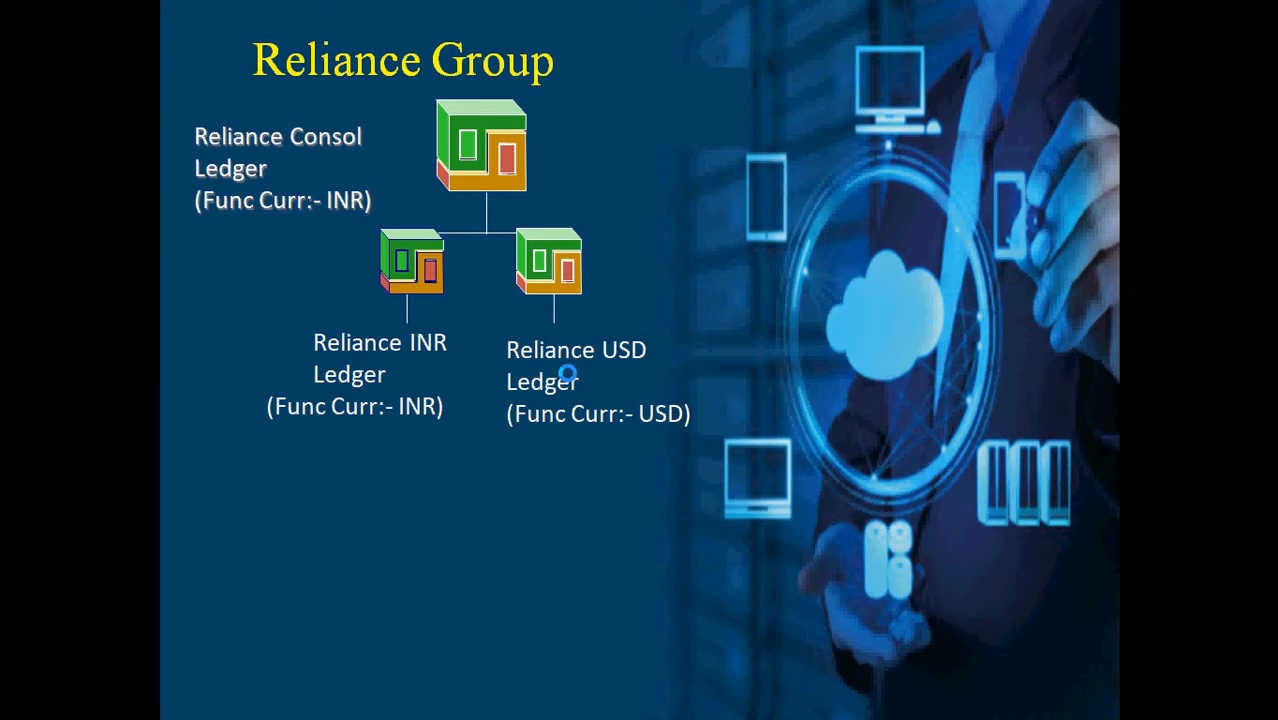 Reliance Group
Reliance Consol
Ledger
(Func Curr:- INR)
Reliance INR
Ledger
(Func Curr:- INR)
Reliance USD
Ledger
(Func Curr:- USD)